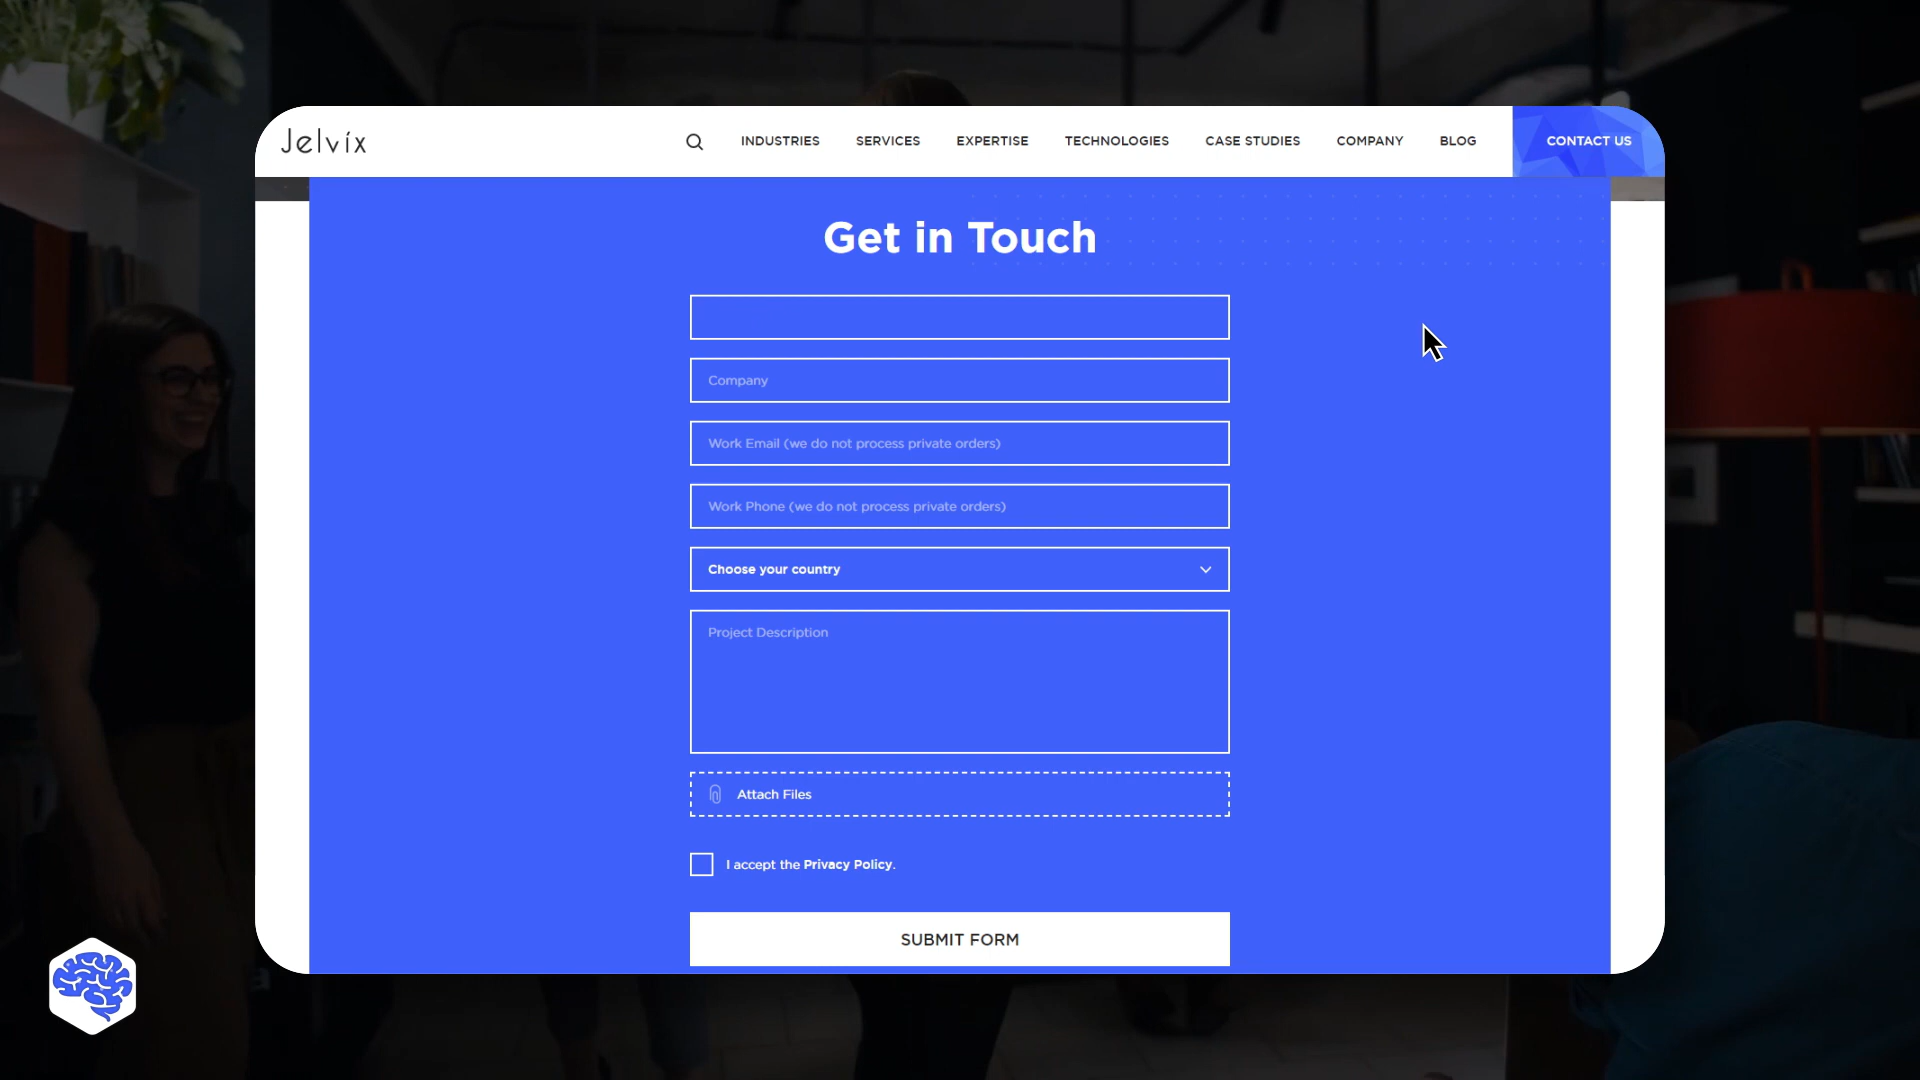 Jelvix
INDUSTRIES SERVICES EXPERTISE TECHNOLOGIES CASE STUDIES COMPANY BLOG CONTACT US
Get in Touch
Company
Work Email (we do not process private orders)
Work Phone (we do not process private orders)
Choose your country
Project Description
Attach Files
I accept the Privacy Policy.
SUBMIT FORM